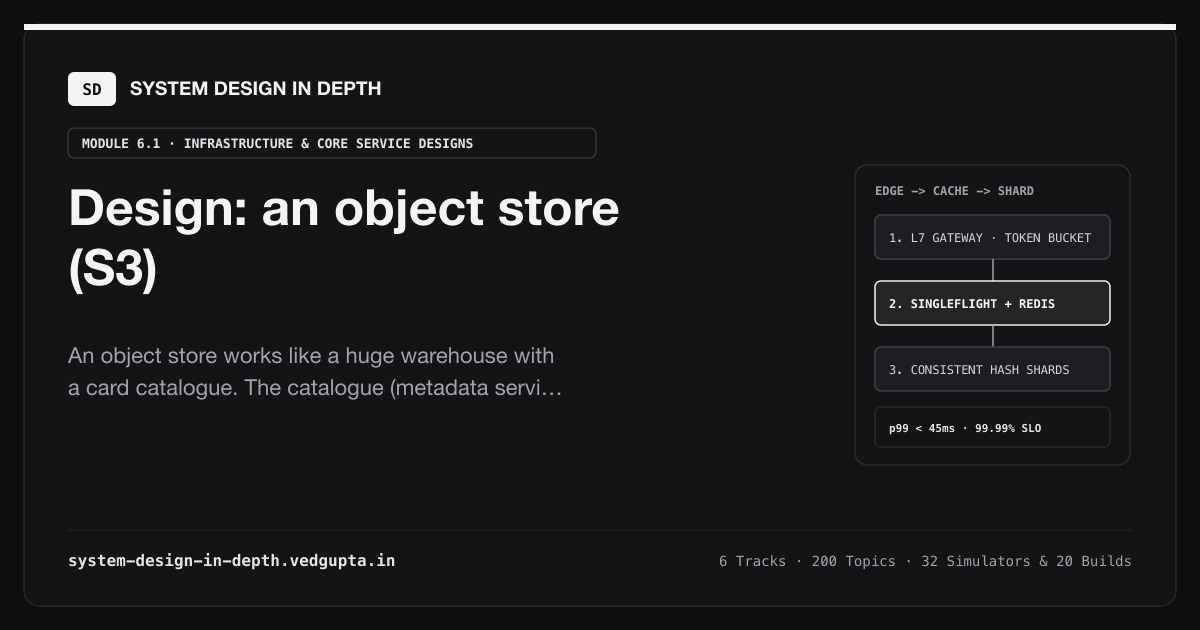 SD
SYSTEM DESIGN IN DEPTH
MODULE 6.1 · INFRASTRUCTURE & CORE SERVICE DESIGNS
Design: an object store
(S3)
An object store works like a huge warehouse with
a card catalogue. The catalogue (metadata servi…
EDGE –> CACHE –> SHARD
1. L7 GATEWAY · TOKEN BUCKET
2. SINGLEFLIGHT + REDIS
3. CONSISTENT HASH SHARDS
p99 < 45ms · 99.99% SLO
system-design-in-depth.vedgupta.in
6 Tracks · 200 Topics · 32 Simulators & 20 Builds